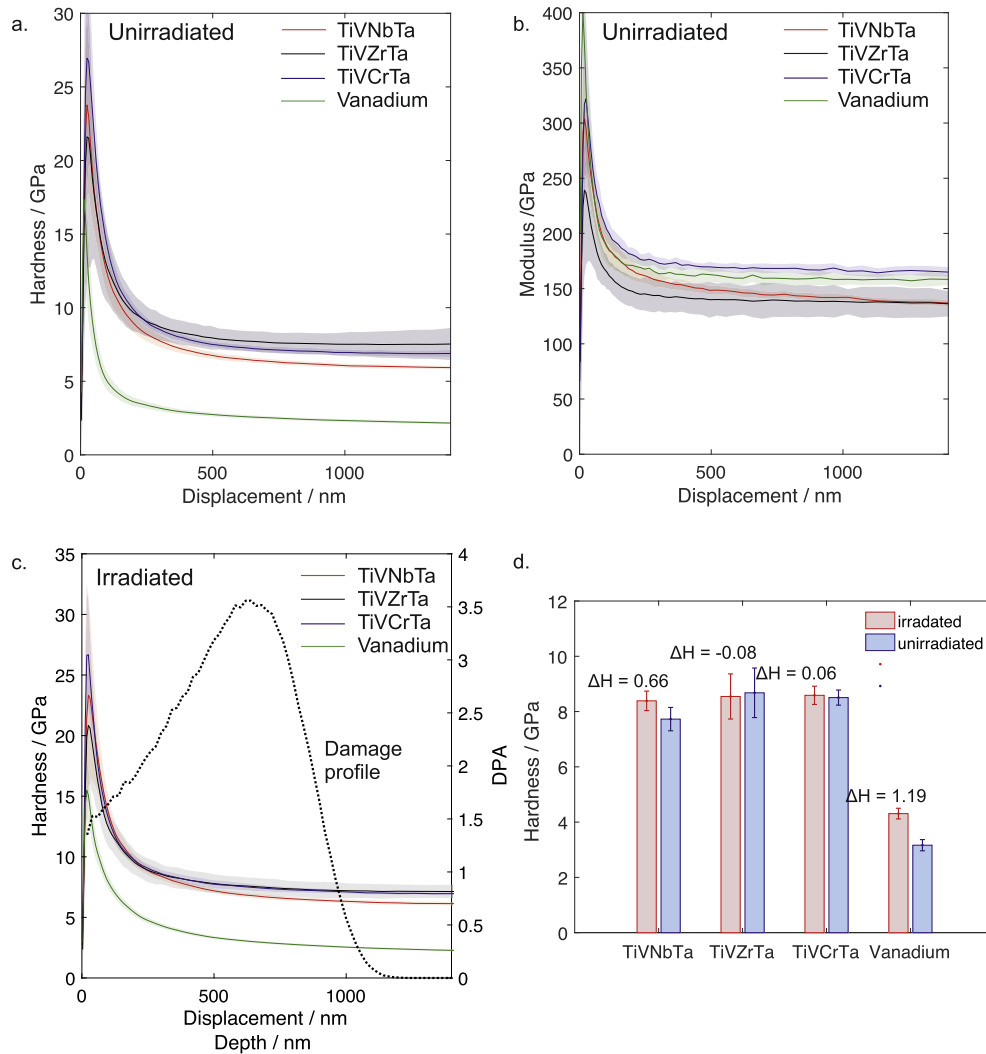 a.
Unirradiated
TiVNbTa
TiVZrTa
TiVCrTa
Vanadium
30
25
20
15
10
5
0
Hardness / GPa
0
500
1000
Displacement / nm
b.
Unirradiated
TiVNbTa
TiVZrTa
TiVCrTa
Vanadium
400
350
300
250
200
150
100
50
0
Modulus /GPa
0
500
1000
Displacement / nm
c.
Irradiated
TiVNbTa
TiVZrTa
TiVCrTa
Vanadium
35
30
25
20
15
10
5
0
Hardness / GPa
4
3.5
3
2.5
2
1.5
1
0.5
0
DPA
Damage
profile
0
500
1000
Displacement / nm
Depth / nm
d.
12
10
8
6
4
2
0
Hardness / GPa
irradated
unirradiated
ΔH = 0.66
ΔH = -0.08
ΔH = 0.06
ΔH = 1.19
TiVNbTa
TiVZrTa
TiVCrTa
Vanadium